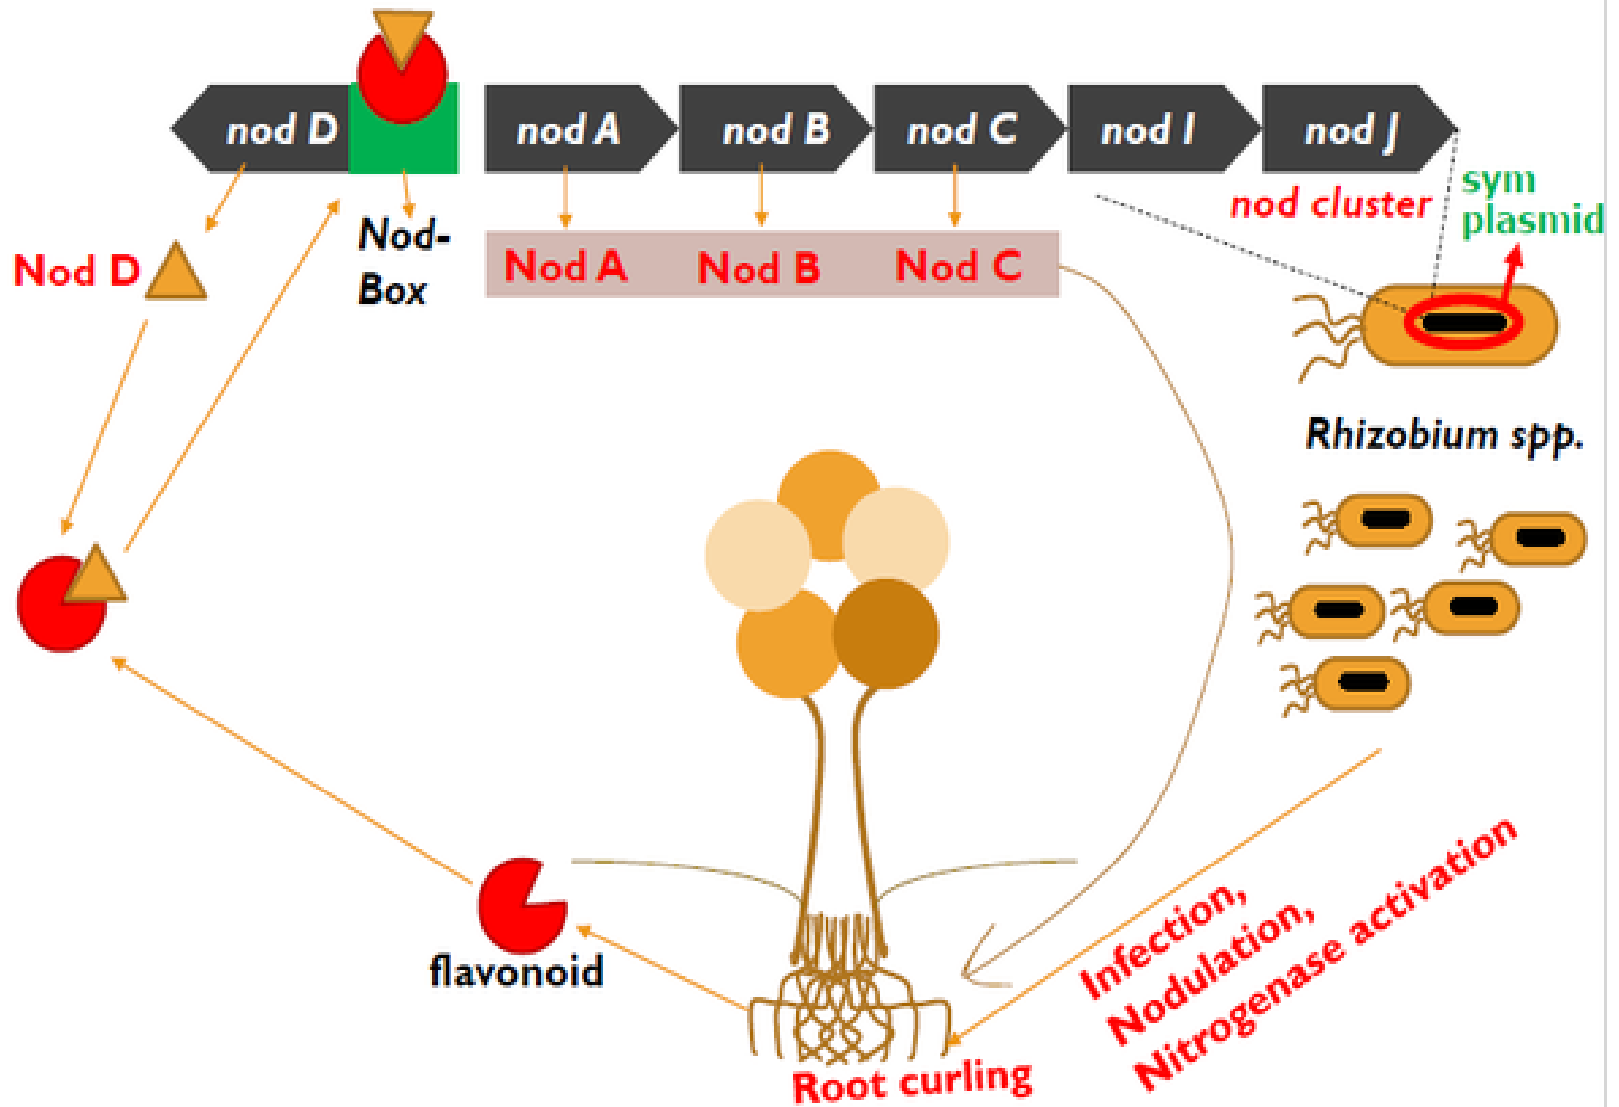 nod D
nod A
nod B
nod C
nod I
nod J
nod cluster
sym
plasmid
Nod-
Box
Nod D
Nod A
Nod B
Nod C
Rhizobium spp.
flavonoid
Infection,
Nodulation,
Nitrogenase activation
Root curling